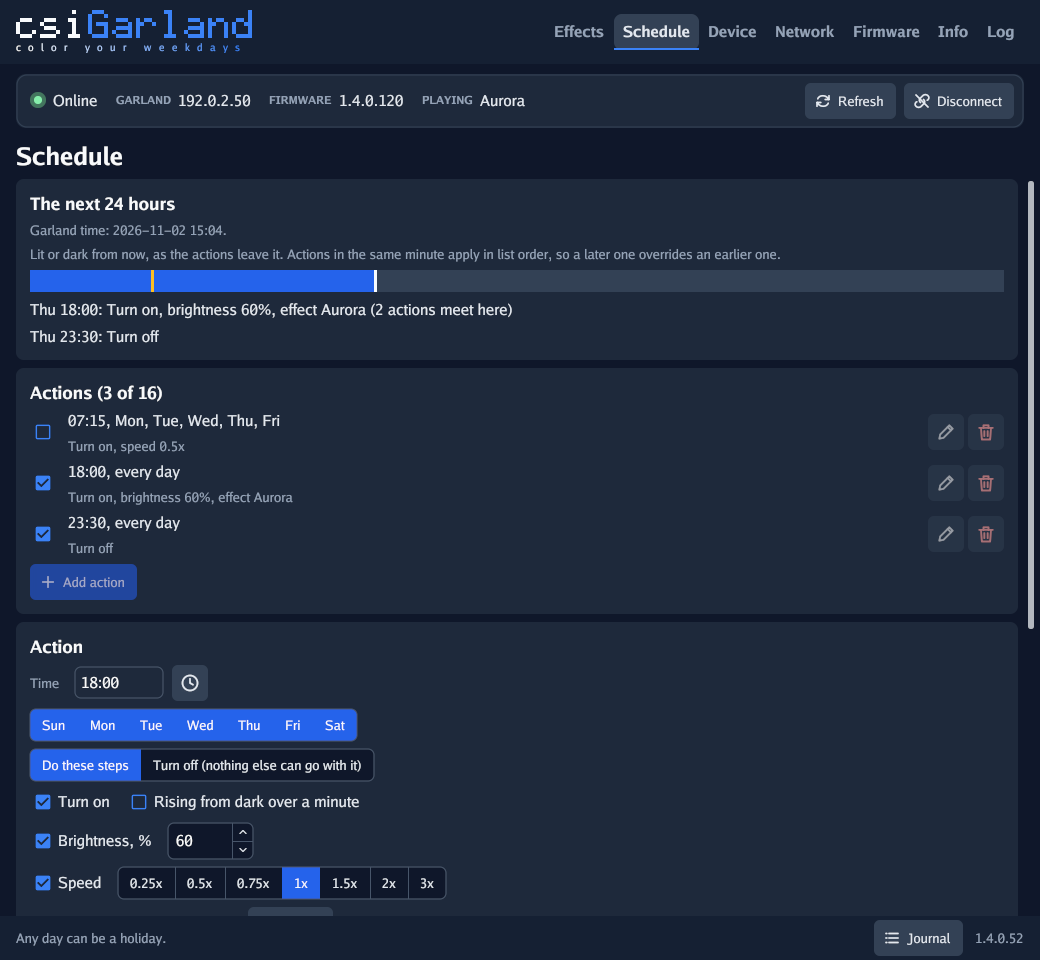 csiGarland
color your weekdays
Effects Schedule Device Network Firmware Info Log
Online GARLAND 192.0.2.50 FIRMWARE 1.4.0.120 PLAYING Aurora Refresh Disconnect
Schedule
The next 24 hours
Garland time: 2026-11-02 15:04.
Lit or dark from now, as the actions leave it. Actions in the same minute apply in list order, so a later one overrides an earlier one.
Thu 18:00: Turn on, brightness 60%, effect Aurora (2 actions meet here)
Thu 23:30: Turn off
Actions (3 of 16)
07:15, Mon, Tue, Wed, Thu, Fri
Turn on, speed 0.5x
18:00, every day
Turn on, brightness 60%, effect Aurora
23:30, every day
Turn off
Add action
Action
Time 18:00
Sun Mon Tue Wed Thu Fri Sat
Do these steps Turn off (nothing else can go with it)
Turn on Rising from dark over a minute
Brightness, % 60
Speed 0.25x 0.5x 0.75x 1x 1.5x 2x 3x
Any day can be a holiday. Journal 1.4.0.52